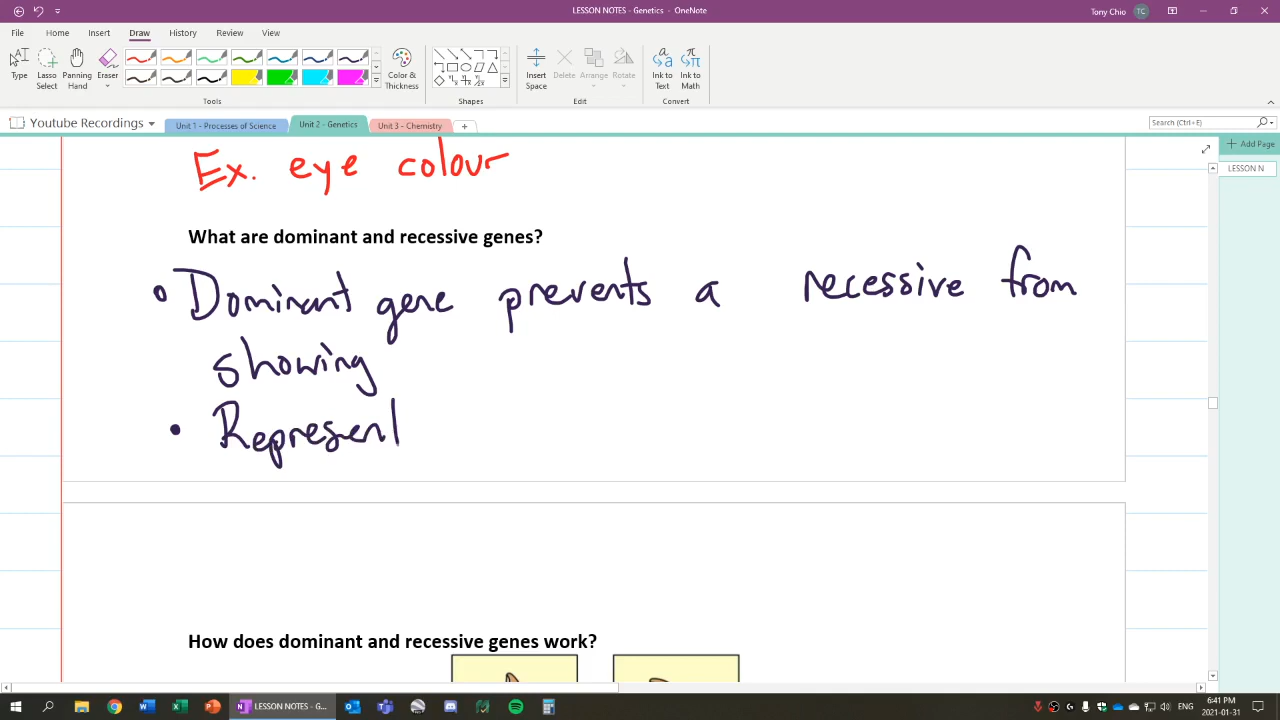 LESSON NOTES - Genetics - OneNote
Tony Chio TC
File Home Insert Draw History Review View
Type
Lasso Select
Panning Hand
Eraser
Color & Thickness
Insert Space
Delete
Arrange
Rotate
Ink to Text
Ink to Math
Tools
Shapes
Edit
Convert
Youtube Recordings
Unit 1 - Processes of Science
Unit 2 - Genetics
Unit 3 - Chemistry
Search (Ctrl+E)
Add Page
LESSON N
Ex. eye colour
What are dominant and recessive genes?
• Dominant gene prevents a recessive from
showing
• Represent
How does dominant and recessive genes work?
LESSON NOTES - G...
6:41 PM
2021-01-31